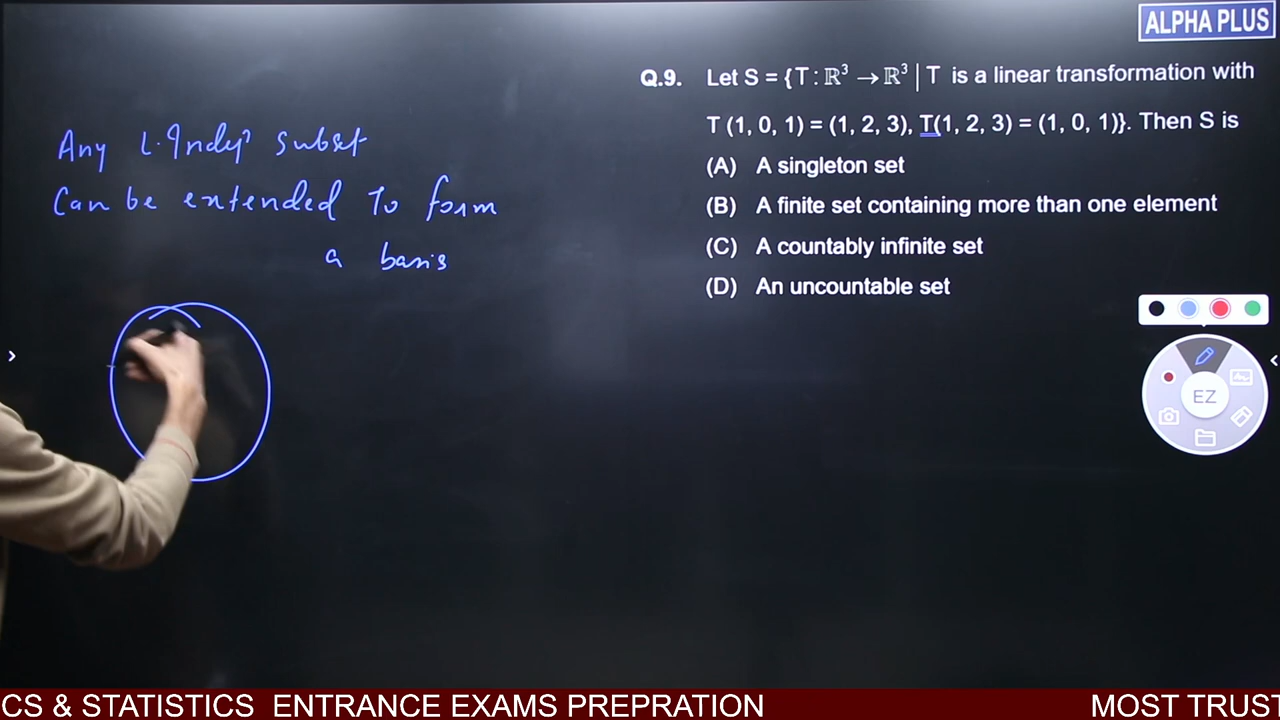 ALPHA PLUS
Q.9. Let S = {T : ℝ³ → ℝ³ | T is a linear transformation with
T (1, 0, 1) = (1, 2, 3), T(1, 2, 3) = (1, 0, 1)}. Then S is
(A) A singleton set
(B) A finite set containing more than one element
(C) A countably infinite set
(D) An uncountable set
Any L. Indep subset
Can be extended To form
a basis
EZ
CS & STATISTICS ENTRANCE EXAMS PREPRATION MOST TRUST